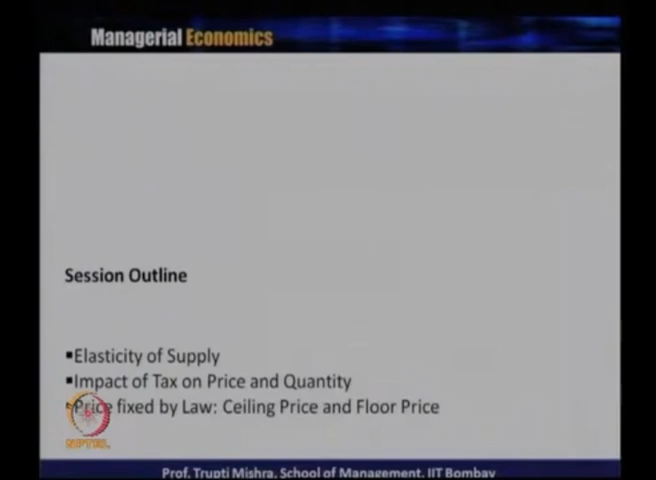 Managerial Economics
Session Outline
▪Elasticity of Supply
▪Impact of Tax on Price and Quantity
▪Price fixed by Law: Ceiling Price and Floor Price
NPTEL
Prof. Trupti Mishra, School of Management, IIT Bombay